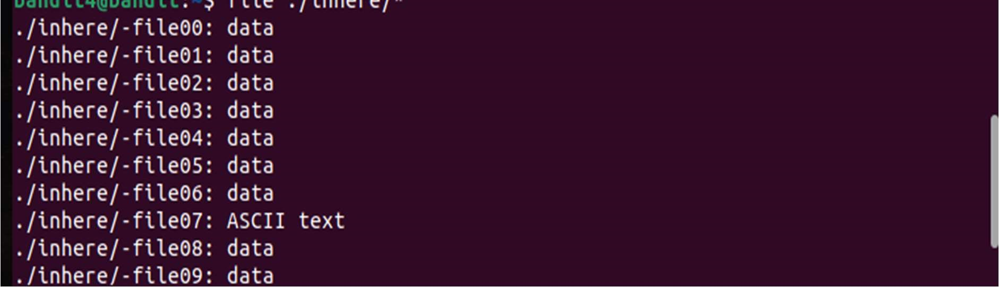 bandit4@bandit:~$ file ./inhere/*
./inhere/-file00: data
./inhere/-file01: data
./inhere/-file02: data
./inhere/-file03: data
./inhere/-file04: data
./inhere/-file05: data
./inhere/-file06: data
./inhere/-file07: ASCII text
./inhere/-file08: data
./inhere/-file09: data